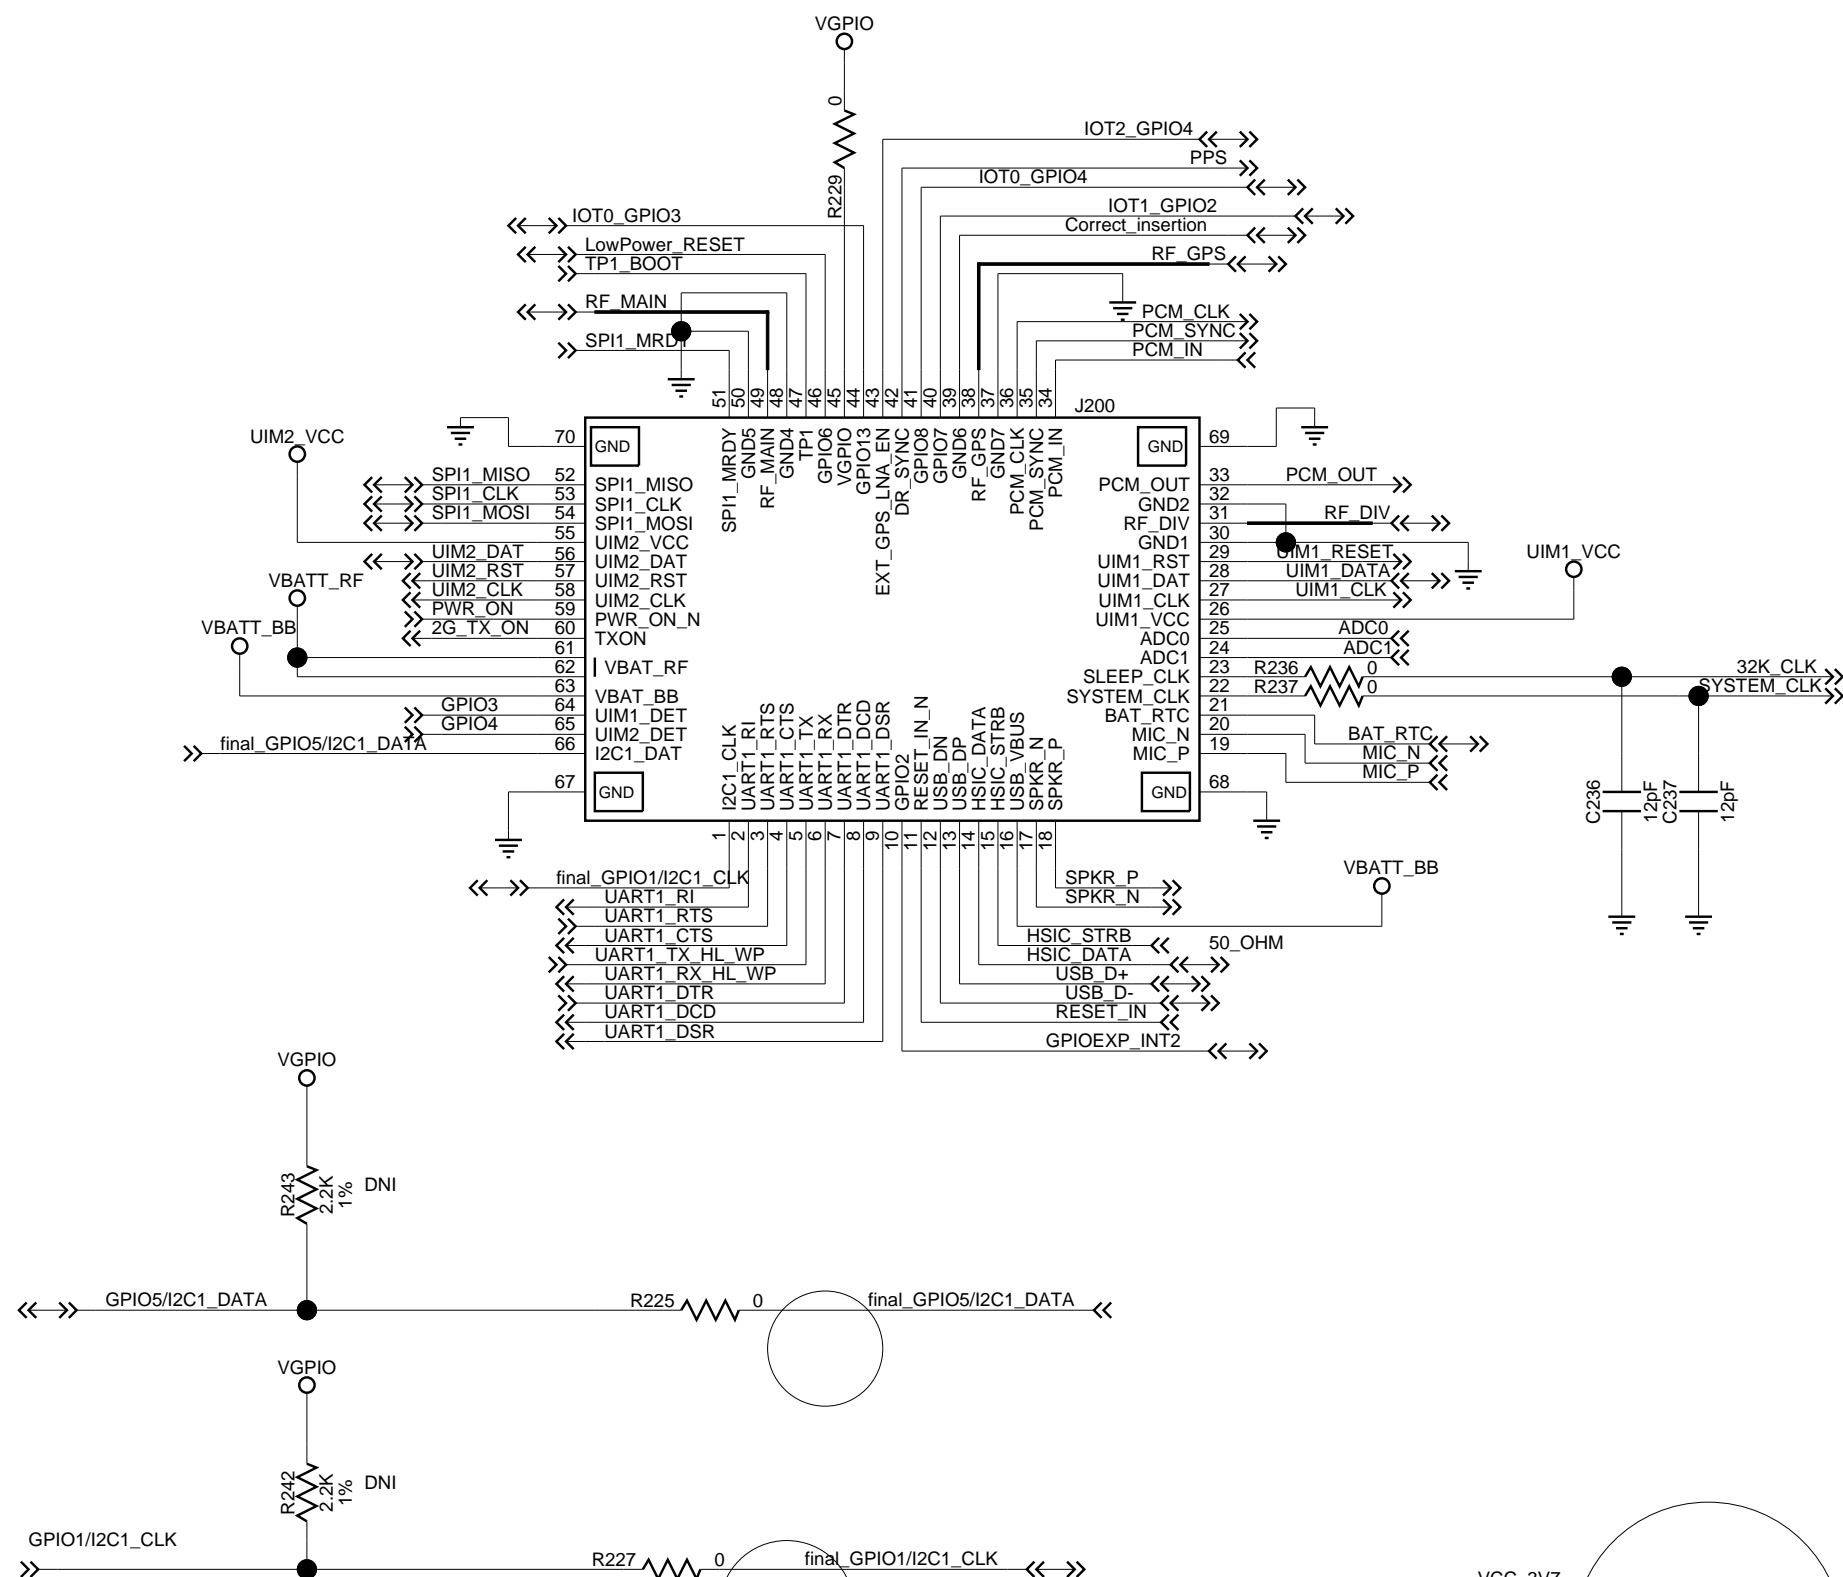 VGPIO
0
R229
IOT2_GPIO4
PPS
IOT0_GPIO4
IOT1_GPIO2
Correct_insertion
RF_GPS
IOT0_GPIO3
LowPower_RESET
TP1_BOOT
RF_MAIN
SPI1_MRDY
PCM_CLK
PCM_SYNC
PCM_IN
51 50 49 48 47 46 45 44 43 42 41 40 39 38 37 36 35 34
J200
SPI1_MRDY
GND5
RF_MAIN
GND4
TP1
GPIO6
VGPIO
GPIO13
EXT_GPS_LNA_EN
DR_SYNC
GPIO8
GPIO7
GND6
RF_GPS
GND7
PCM_CLK
PCM_SYNC
PCM_IN
70 GND
GND 69
UIM2_VCC
SPI1_MISO 52 SPI1_MISO
SPI1_CLK 53 SPI1_CLK
SPI1_MOSI 54 SPI1_MOSI
55 UIM2_VCC
UIM2_DAT 56 UIM2_DAT
UIM2_RST 57 UIM2_RST
UIM2_CLK 58 UIM2_CLK
PWR_ON 59 PWR_ON_N
2G_TX_ON 60 TXON
VBATT_RF
VBATT_BB
61
62 VBAT_RF
63 VBAT_BB
GPIO3 64 UIM1_DET
GPIO4 65 UIM2_DET
final_GPIO5/I2C1_DATA 66 I2C1_DAT
67 GND
PCM_OUT 33 PCM_OUT
GND2 32
RF_DIV 31 RF_DIV
GND1 30
UIM1_RST 29 UIM1_RESET
UIM1_DAT 28 UIM1_DATA
UIM1_CLK 27 UIM1_CLK
UIM1_VCC 26
UIM1_VCC
ADC0 25 ADC0
ADC1 24 ADC1
SLEEP_CLK 23 R236 0 32K_CLK
SYSTEM_CLK 22 R237 0 SYSTEM_CLK
BAT_RTC 21 BAT_RTC
MIC_N 20 MIC_N
MIC_P 19 MIC_P
GND 68
C236 12pF
C237 12pF
I2C1_CLK
UART1_RI
UART1_RTS
UART1_CTS
UART1_TX
UART1_RX
UART1_DTR
UART1_DCD
UART1_DSR
GPIO2
RESET_IN_N
USB_DN
USB_DP
HSIC_DATA
HSIC_STRB
USB_VBUS
SPKR_N
SPKR_P
1 2 3 4 5 6 7 8 9 10 11 12 13 14 15 16 17 18
final_GPIO1/I2C1_CLK
UART1_RI
UART1_RTS
UART1_CTS
UART1_TX_HL_WP
UART1_RX_HL_WP
UART1_DTR
UART1_DCD
UART1_DSR
SPKR_P
SPKR_N
VBATT_BB
HSIC_STRB
50_OHM
HSIC_DATA
USB_D+
USB_D-
RESET_IN
GPIOEXP_INT2
VGPIO
R243
2.2K
1%
DNI
GPIO5/I2C1_DATA
R225 0
final_GPIO5/I2C1_DATA
VGPIO
R242
2.2K
1%
DNI
GPIO1/I2C1_CLK
R227 0
final_GPIO1/I2C1_CLK